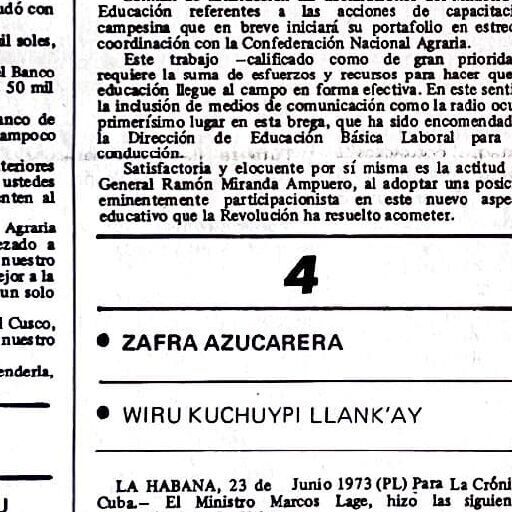 udó con
il soles,
l Banco
50 mil
anco de
ampoco
teriores
ustedes
nten al
Agraria
ezado a
nuestro
ejor a la
un solo
l Cusco,
nuestro
enderla,
Educación referentes a las acciones de capacitaci
campesina que en breve iniciará su portafolio en estrec
coordinación con la Confederación Nacional Agraria.
Este trabajo —calificado como de gran priorida
requiere la suma de esfuerzos y recursos para hacer que
educación llegue al campo en forma efectiva. En este senti
la inclusión de medios de comunicación como la radio ocu
primerísimo lugar en esta brega, que ha sido encomendad
la Dirección de Educación Básica Laboral para
conducción.
Satisfactoria y elocuente por sí misma es la actitud
General Ramón Miranda Ampuero, al adoptar una posic
eminentemente participacionista en este nuevo aspe
educativo que la Revolución ha resuelto acometer.
4
• ZAFRA AZUCARERA
• WIRU KUCHUYPI LLANK'AY
LA HABANA, 23 de Junio 1973 (PL) Para La Cróni
Cuba.— El Ministro Marcos Lage, hizo las siguien